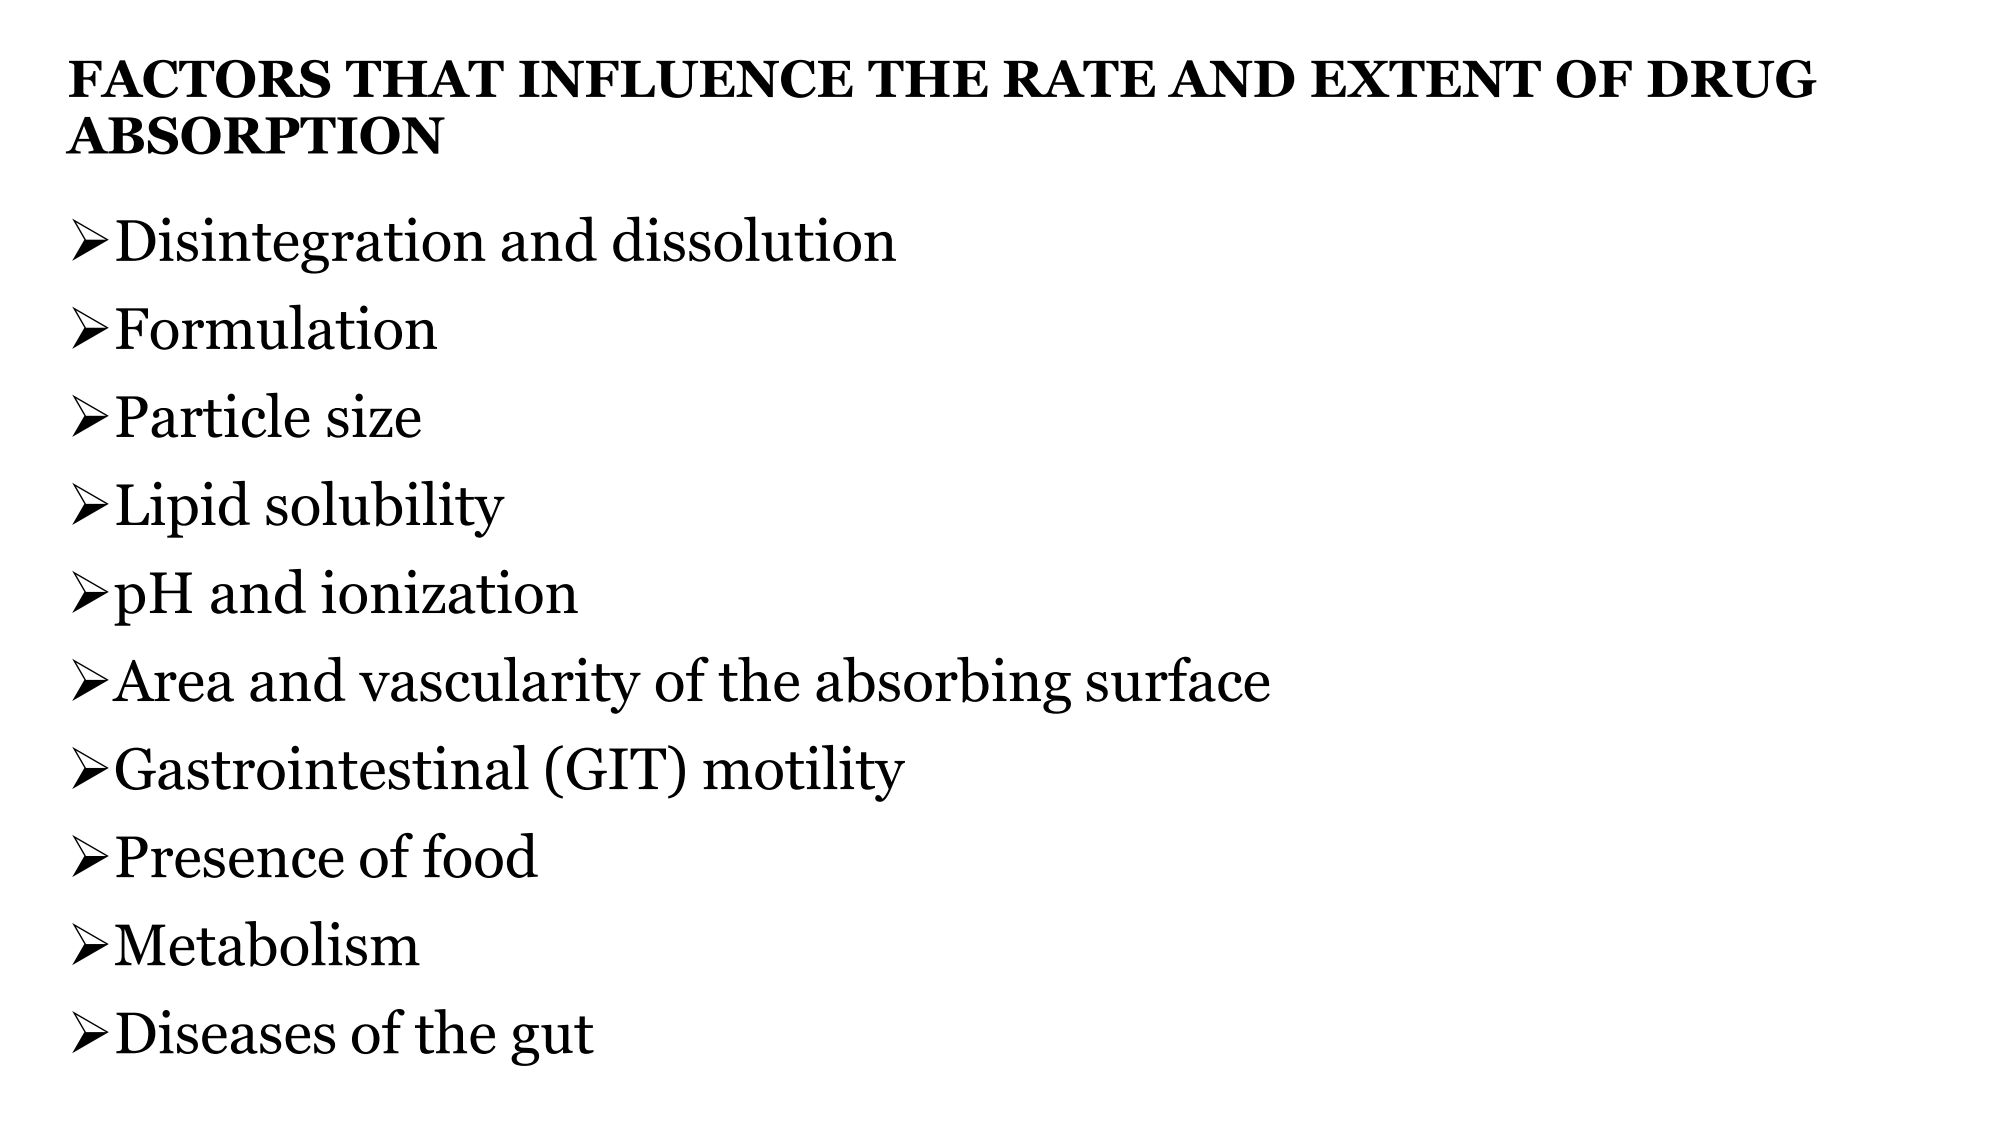 FACTORS THAT INFLUENCE THE RATE AND EXTENT OF DRUG
ABSORPTION
➢Disintegration and dissolution
➢Formulation
➢Particle size
➢Lipid solubility
➢pH and ionization
➢Area and vascularity of the absorbing surface
➢Gastrointestinal (GIT) motility
➢Presence of food
➢Metabolism
➢Diseases of the gut